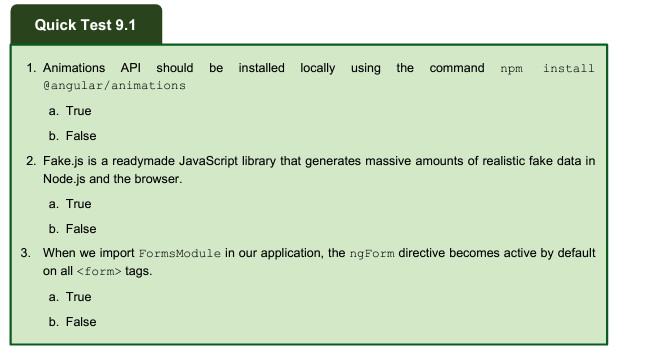 Quick Test 9.1
1. Animations API should be installed locally using the command npm install
@angular/animations
a. True
b. False
2. Fake.js is a readymade JavaScript library that generates massive amounts of realistic fake data in
Node.js and the browser.
a. True
b. False
3. When we import FormsModule in our application, the ngForm directive becomes active by default
on all <form> tags.
a. True
b. False